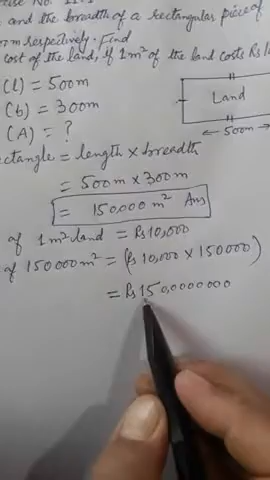 and the breadth of a rectangular piece of
m respectively. Find
cost of the land, if 1m² of the land costs Rs
(l) = 500m
(b) = 300m
(A) = ?
Land
500m
ectangle = length × breadth
= 500m × 300m
= 150,000 m² Ans
of 1m² land = Rs 10,000
of 150000m² = (Rs 10,000 × 150000)
= Rs 150,0000000